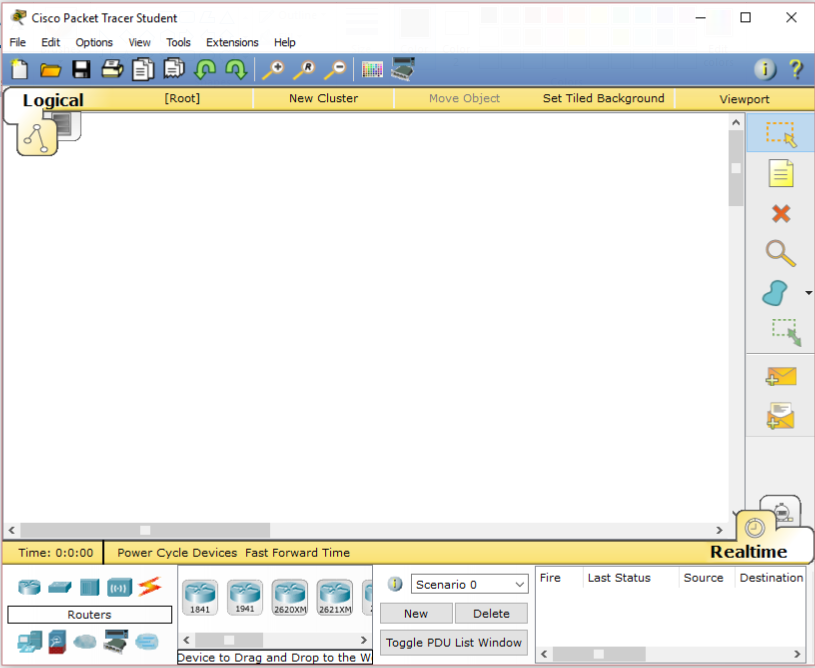 Cisco Packet Tracer Student
File Edit Options View Tools Extensions Help
Logical [Root] New Cluster Move Object Set Tiled Background Viewport
Time: 0:0:00 Power Cycle Devices Fast Forward Time Realtime
Routers
1841 1941 2620XM 2621XM
Device to Drag and Drop to the W
Scenario 0
New Delete
Toggle PDU List Window
Fire Last Status Source Destination